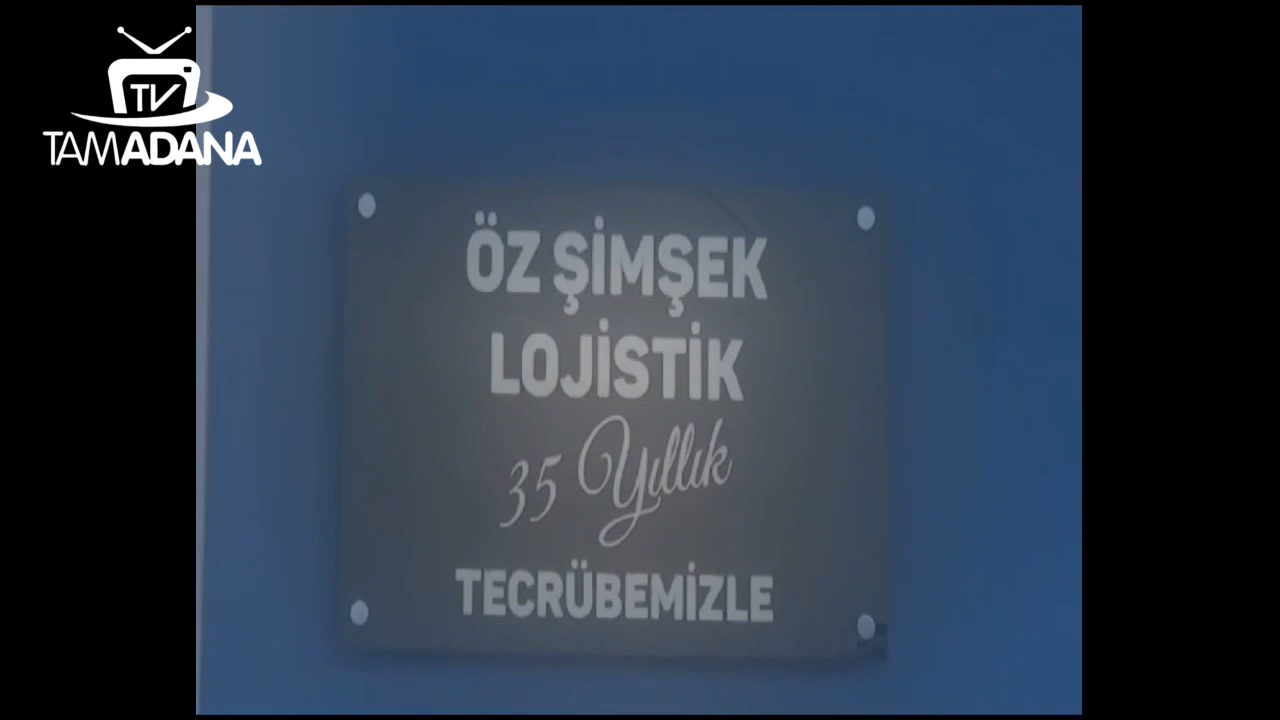 TV
TAMADANA
ÖZ ŞİMŞEK
LOJİSTİK
35 Yıllık
TECRÜBEMİZLE